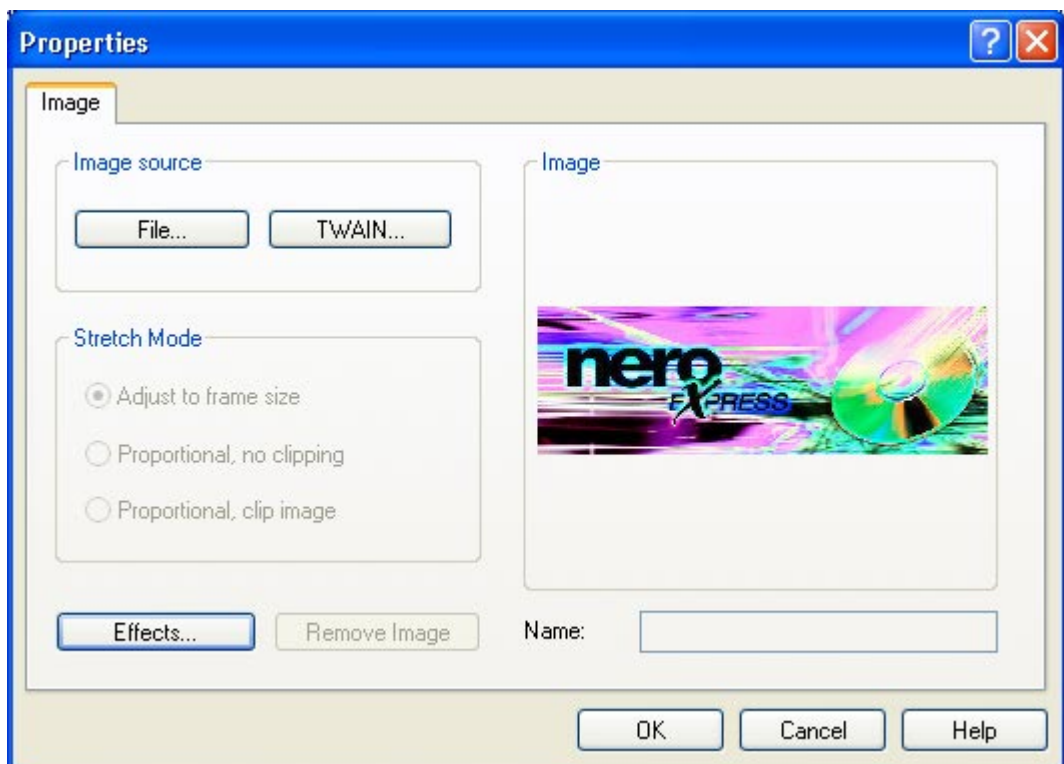 Properties
Image
Image source
File...
TWAIN...
Stretch Mode
Adjust to frame size
Proportional, no clipping
Proportional, clip image
Effects...
Remove Image
Image
nero
EXPRESS
Name:
OK
Cancel
Help